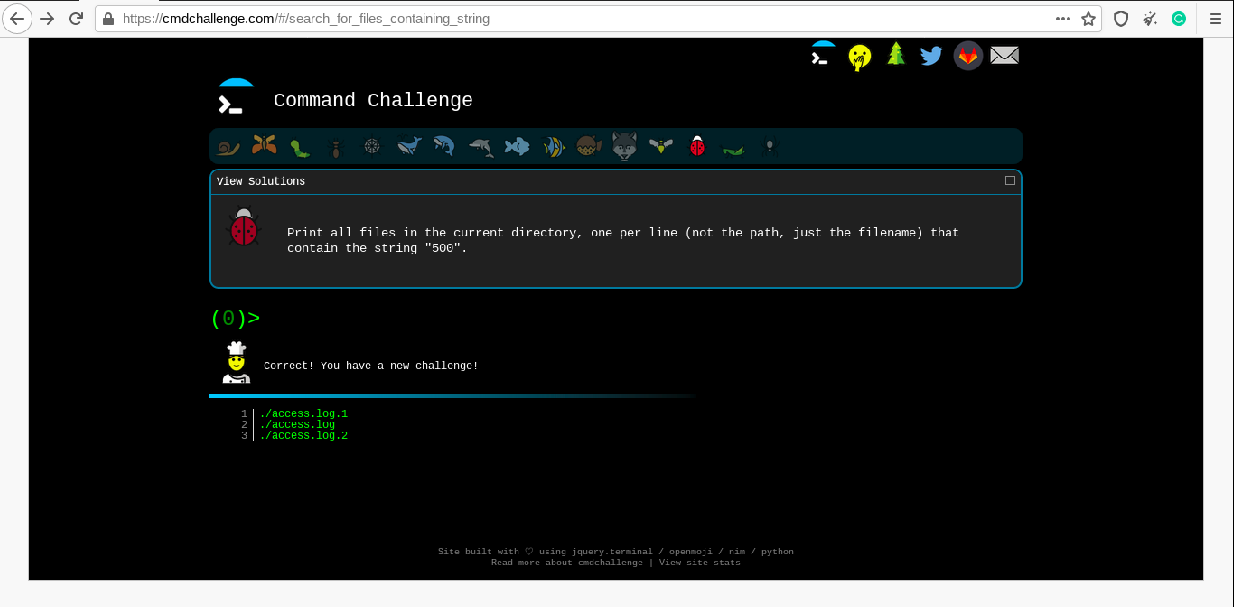 https://cmdchallenge.com/#/search_for_files_containing_string
Command Challenge
View Solutions
Print all files in the current directory, one per line (not the path, just the filename) that
contain the string "500".
(0)>
Correct! You have a new challenge!
1 ./access.log.1
2 ./access.log
3 ./access.log.2
Site built with ♡ using jquery.terminal / openmoji / nim / python
Read more about cmdchallenge | View site stats